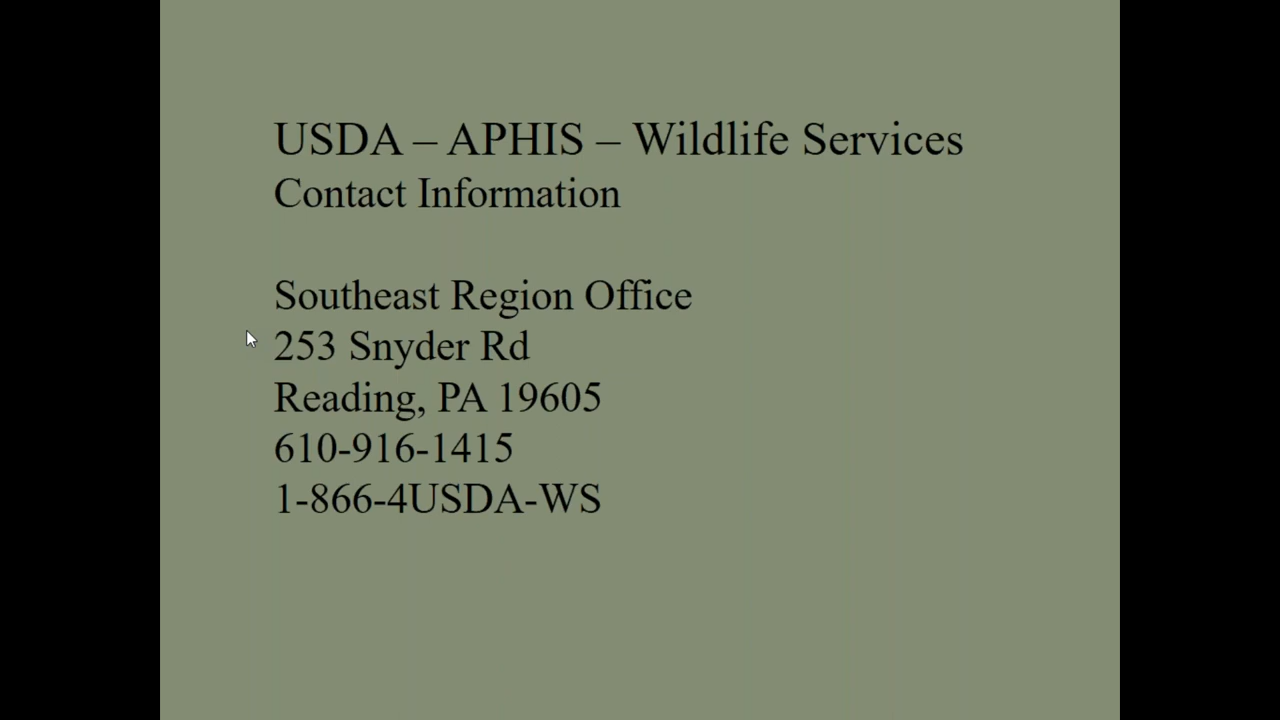 USDA – APHIS – Wildlife Services
Contact Information
Southeast Region Office
253 Snyder Rd
Reading, PA 19605
610-916-1415
1-866-4USDA-WS